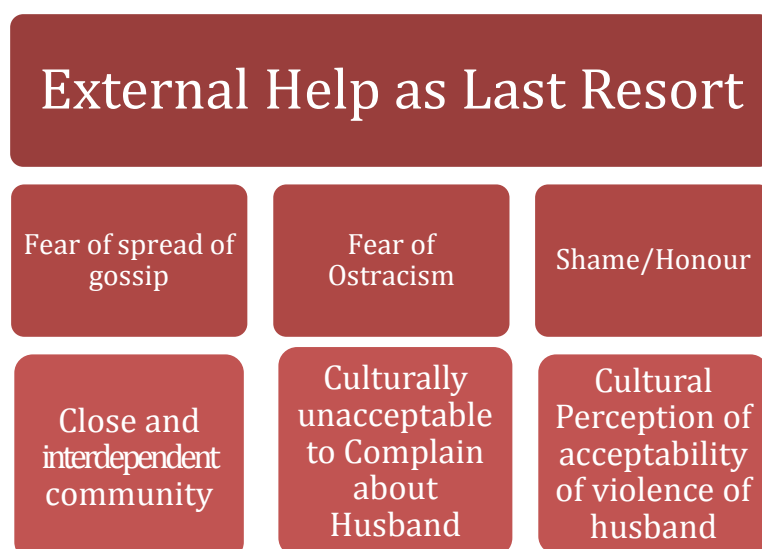 External Help as Last Resort
Fear of spread of
gossip
Fear of
Ostracism
Shame/Honour
Close and
interdependent
community
Culturally
unacceptable
to Complain
about
Husband
Cultural
Perception of
acceptability
of violence of
husband